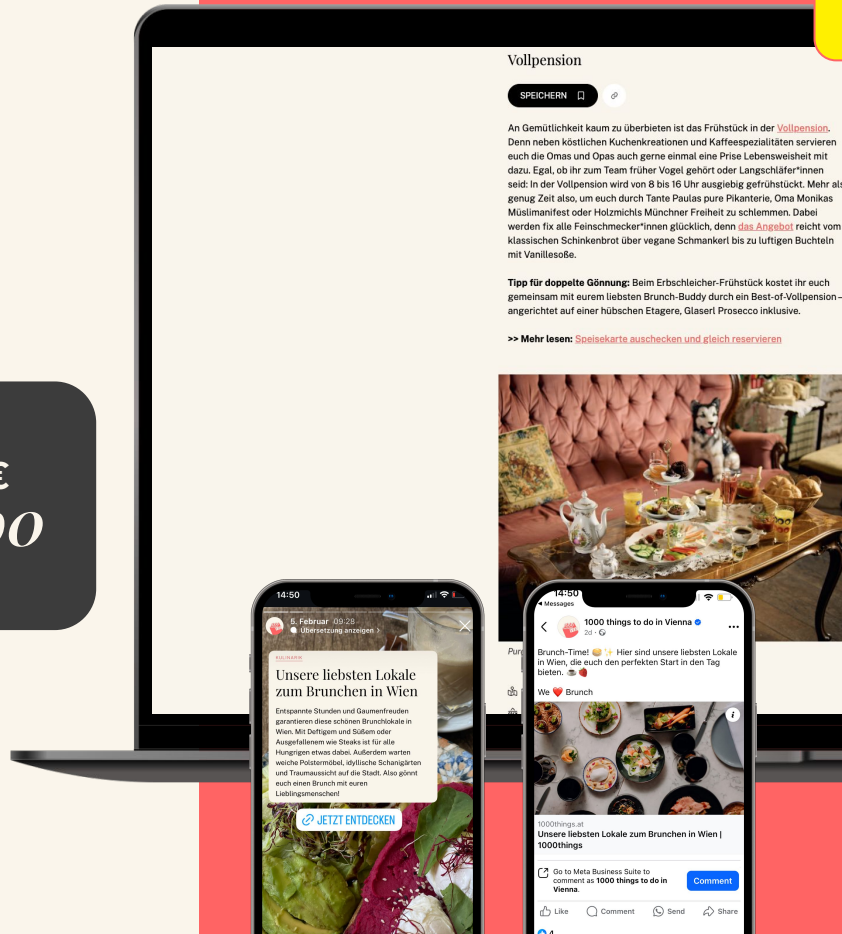 Vollpension
SPEICHERN
An Gemütlichkeit kaum zu überbieten ist das Frühstück in der Vollpension.
Denn neben köstlichen Kuchenkreationen und Kaffeespezialitäten servieren
euch die Omas und Opas auch gerne einmal eine Prise Lebensweisheit mit
dazu. Egal, ob ihr zum Team früher Vogel gehört oder Langschläfer*innen
seid: In der Vollpension wird von 8 bis 16 Uhr ausgiebig gefrühstückt. Mehr als
genug Zeit also, um euch durch Tante Paulas pure Pikanterie, Oma Monikas
Müslimanifest oder Holzmichls Münchner Freiheit zu schlemmen. Dabei
werden fix alle Feinschmecker*innen glücklich, denn das Angebot reicht vom
klassischen Schinkenbrot über vegane Schmankerl bis zu luftigen Buchteln
mit Vanillesoße.
Tipp für doppelte Gönnung: Beim Erbschleicher-Frühstück kostet ihr euch
gemeinsam mit eurem liebsten Brunch-Buddy durch ein Best-of-Vollpension –
angerichtet auf einer hübschen Etagere, Glaserl Prosecco inklusive.
>> Mehr lesen: Speisekarte auschecken und gleich reservieren
€
00
14:50
5. Februar 09:28
Übersetzung anzeigen >
KULINARIK
Unsere liebsten Lokale
zum Brunchen in Wien
Entspannte Stunden und Gaumenfreuden
garantieren diese schönen Brunchlokale in
Wien. Mit Deftigem und Süßem oder
Ausgefallenem wie Steaks ist für alle
Hungrigen etwas dabei. Außerdem warten
weiche Polstermöbel, idyllische Schanigärten
und Traumaussicht auf die Stadt. Also gönnt
euch einen Brunch mit euren
Lieblingsmenschen!
JETZT ENTDECKEN
14:50
Messages
1000 things to do in Vienna
2d
Brunch-Time! 🥞✨ Hier sind unsere liebsten Lokale
in Wien, die euch den perfekten Start in den Tag
bieten. ☕🍓
We ❤️ Brunch
1000things.at
Unsere liebsten Lokale zum Brunchen in Wien |
1000things
Go to Meta Business Suite to
comment as 1000 things to do in
Vienna.
Comment
Like
Comment
Send
Share